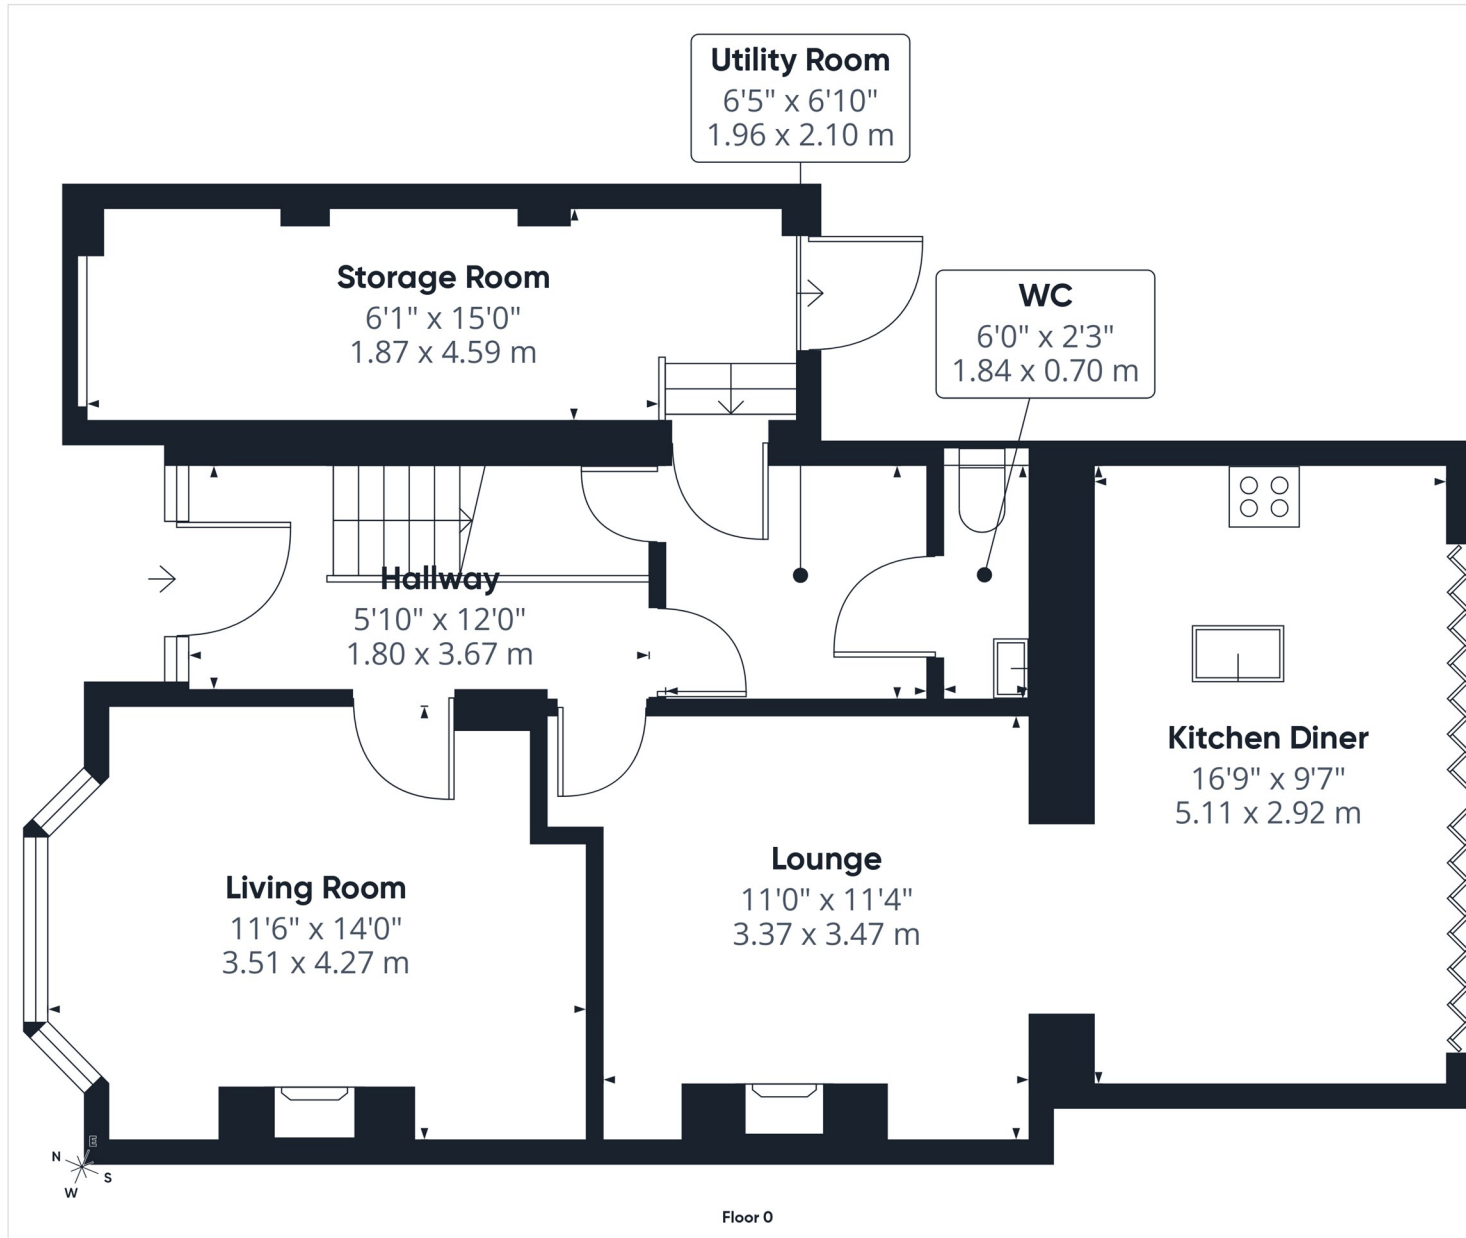 Utility Room
6'5" x 6'10"
1.96 x 2.10 m
Storage Room
6'1" x 15'0"
1.87 x 4.59 m
WC
6'0" x 2'3"
1.84 x 0.70 m
Hallway
5'10" x 12'0"
1.80 x 3.67 m
Kitchen Diner
16'9" x 9'7"
5.11 x 2.92 m
Lounge
11'0" x 11'4"
3.37 x 3.47 m
Living Room
11'6" x 14'0"
3.51 x 4.27 m
E
N
S
W
Floor 0